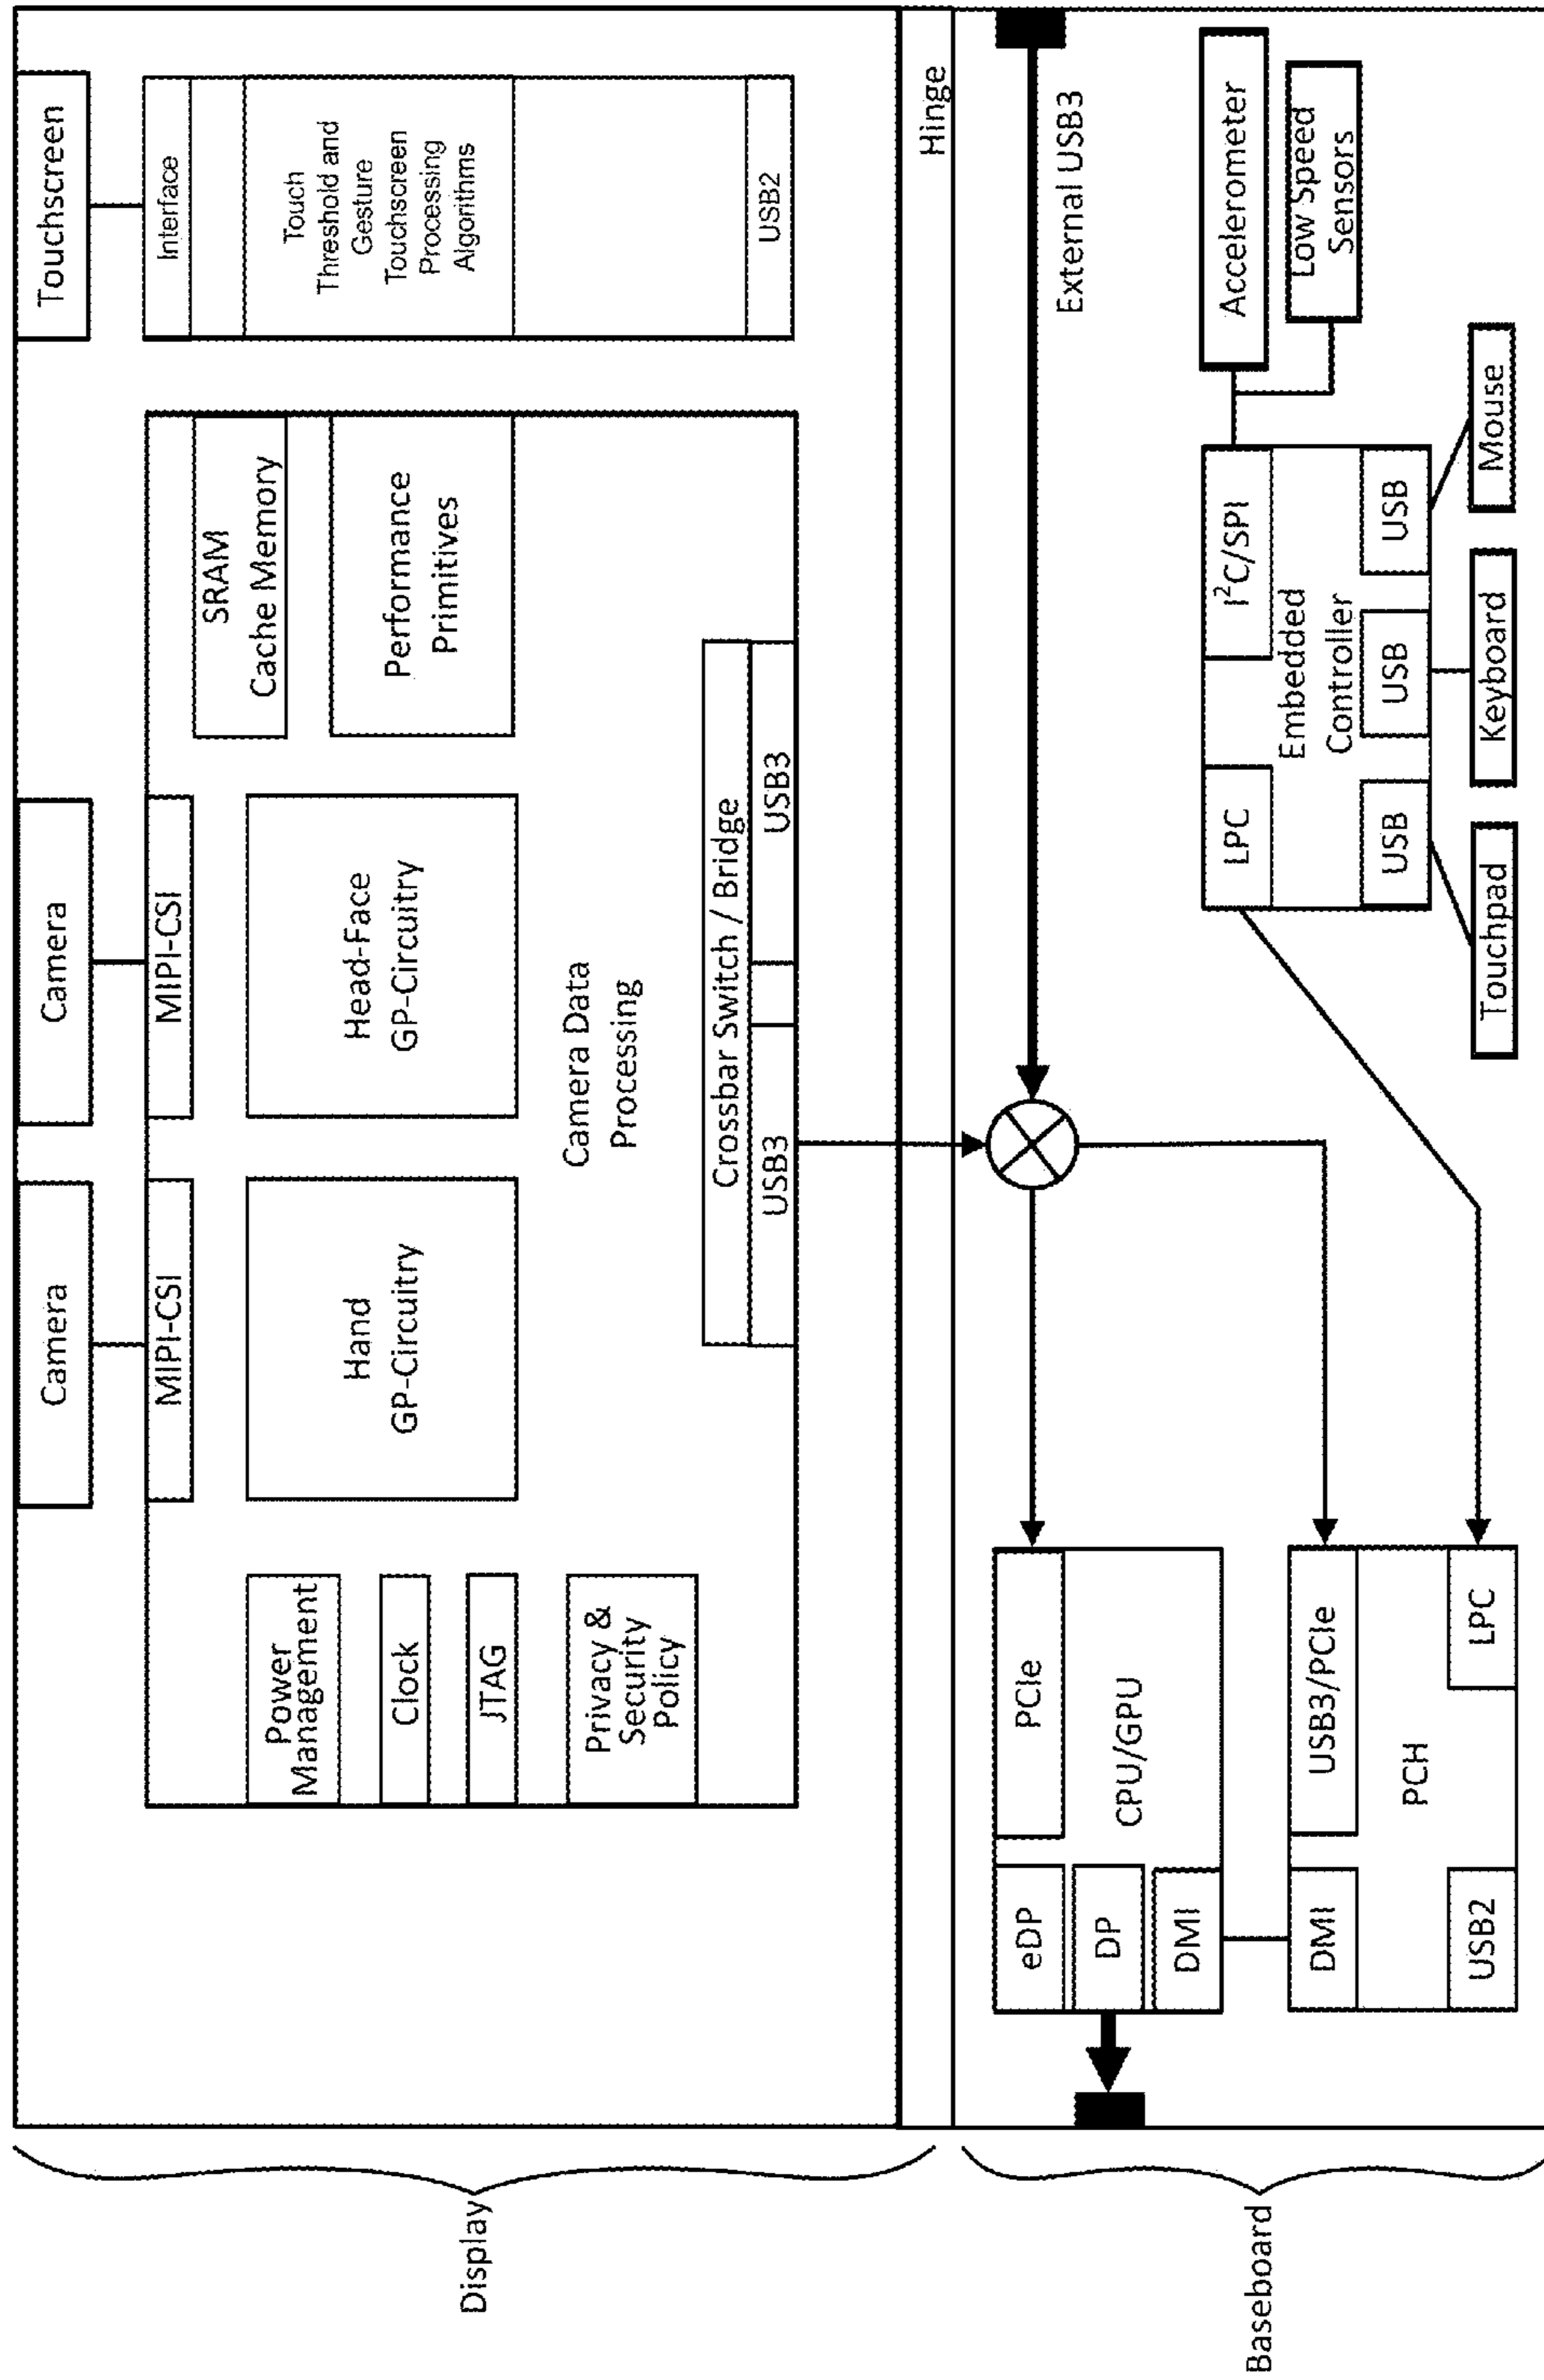 Display
Camera
Camera
Touchscreen
MIPI-CSI
MIPI-CSI
Interface
Power
Management
Clock
JTAG
Privacy &
Security
Policy
Hand
GP-Circuitry
Head-Face
GP-Circuitry
SRAM
Cache Memory
Performance
Primitives
Camera Data
Processing
Crossbar Switch / Bridge
USB3
USB3
Touch
Threshold and
Gesture
Touchscreen
Processing
Algorithms
USB2
Hinge
Baseboard
External USB3
eDP
PCIe
DP
CPU/GPU
DMI
DMI
USB3/PCIe
PCH
USB2
LPC
LPC
I²C/SPI
Embedded
Controller
USB
USB
USB
Accelerometer
Low Speed
Sensors
Touchpad
Keyboard
Mouse